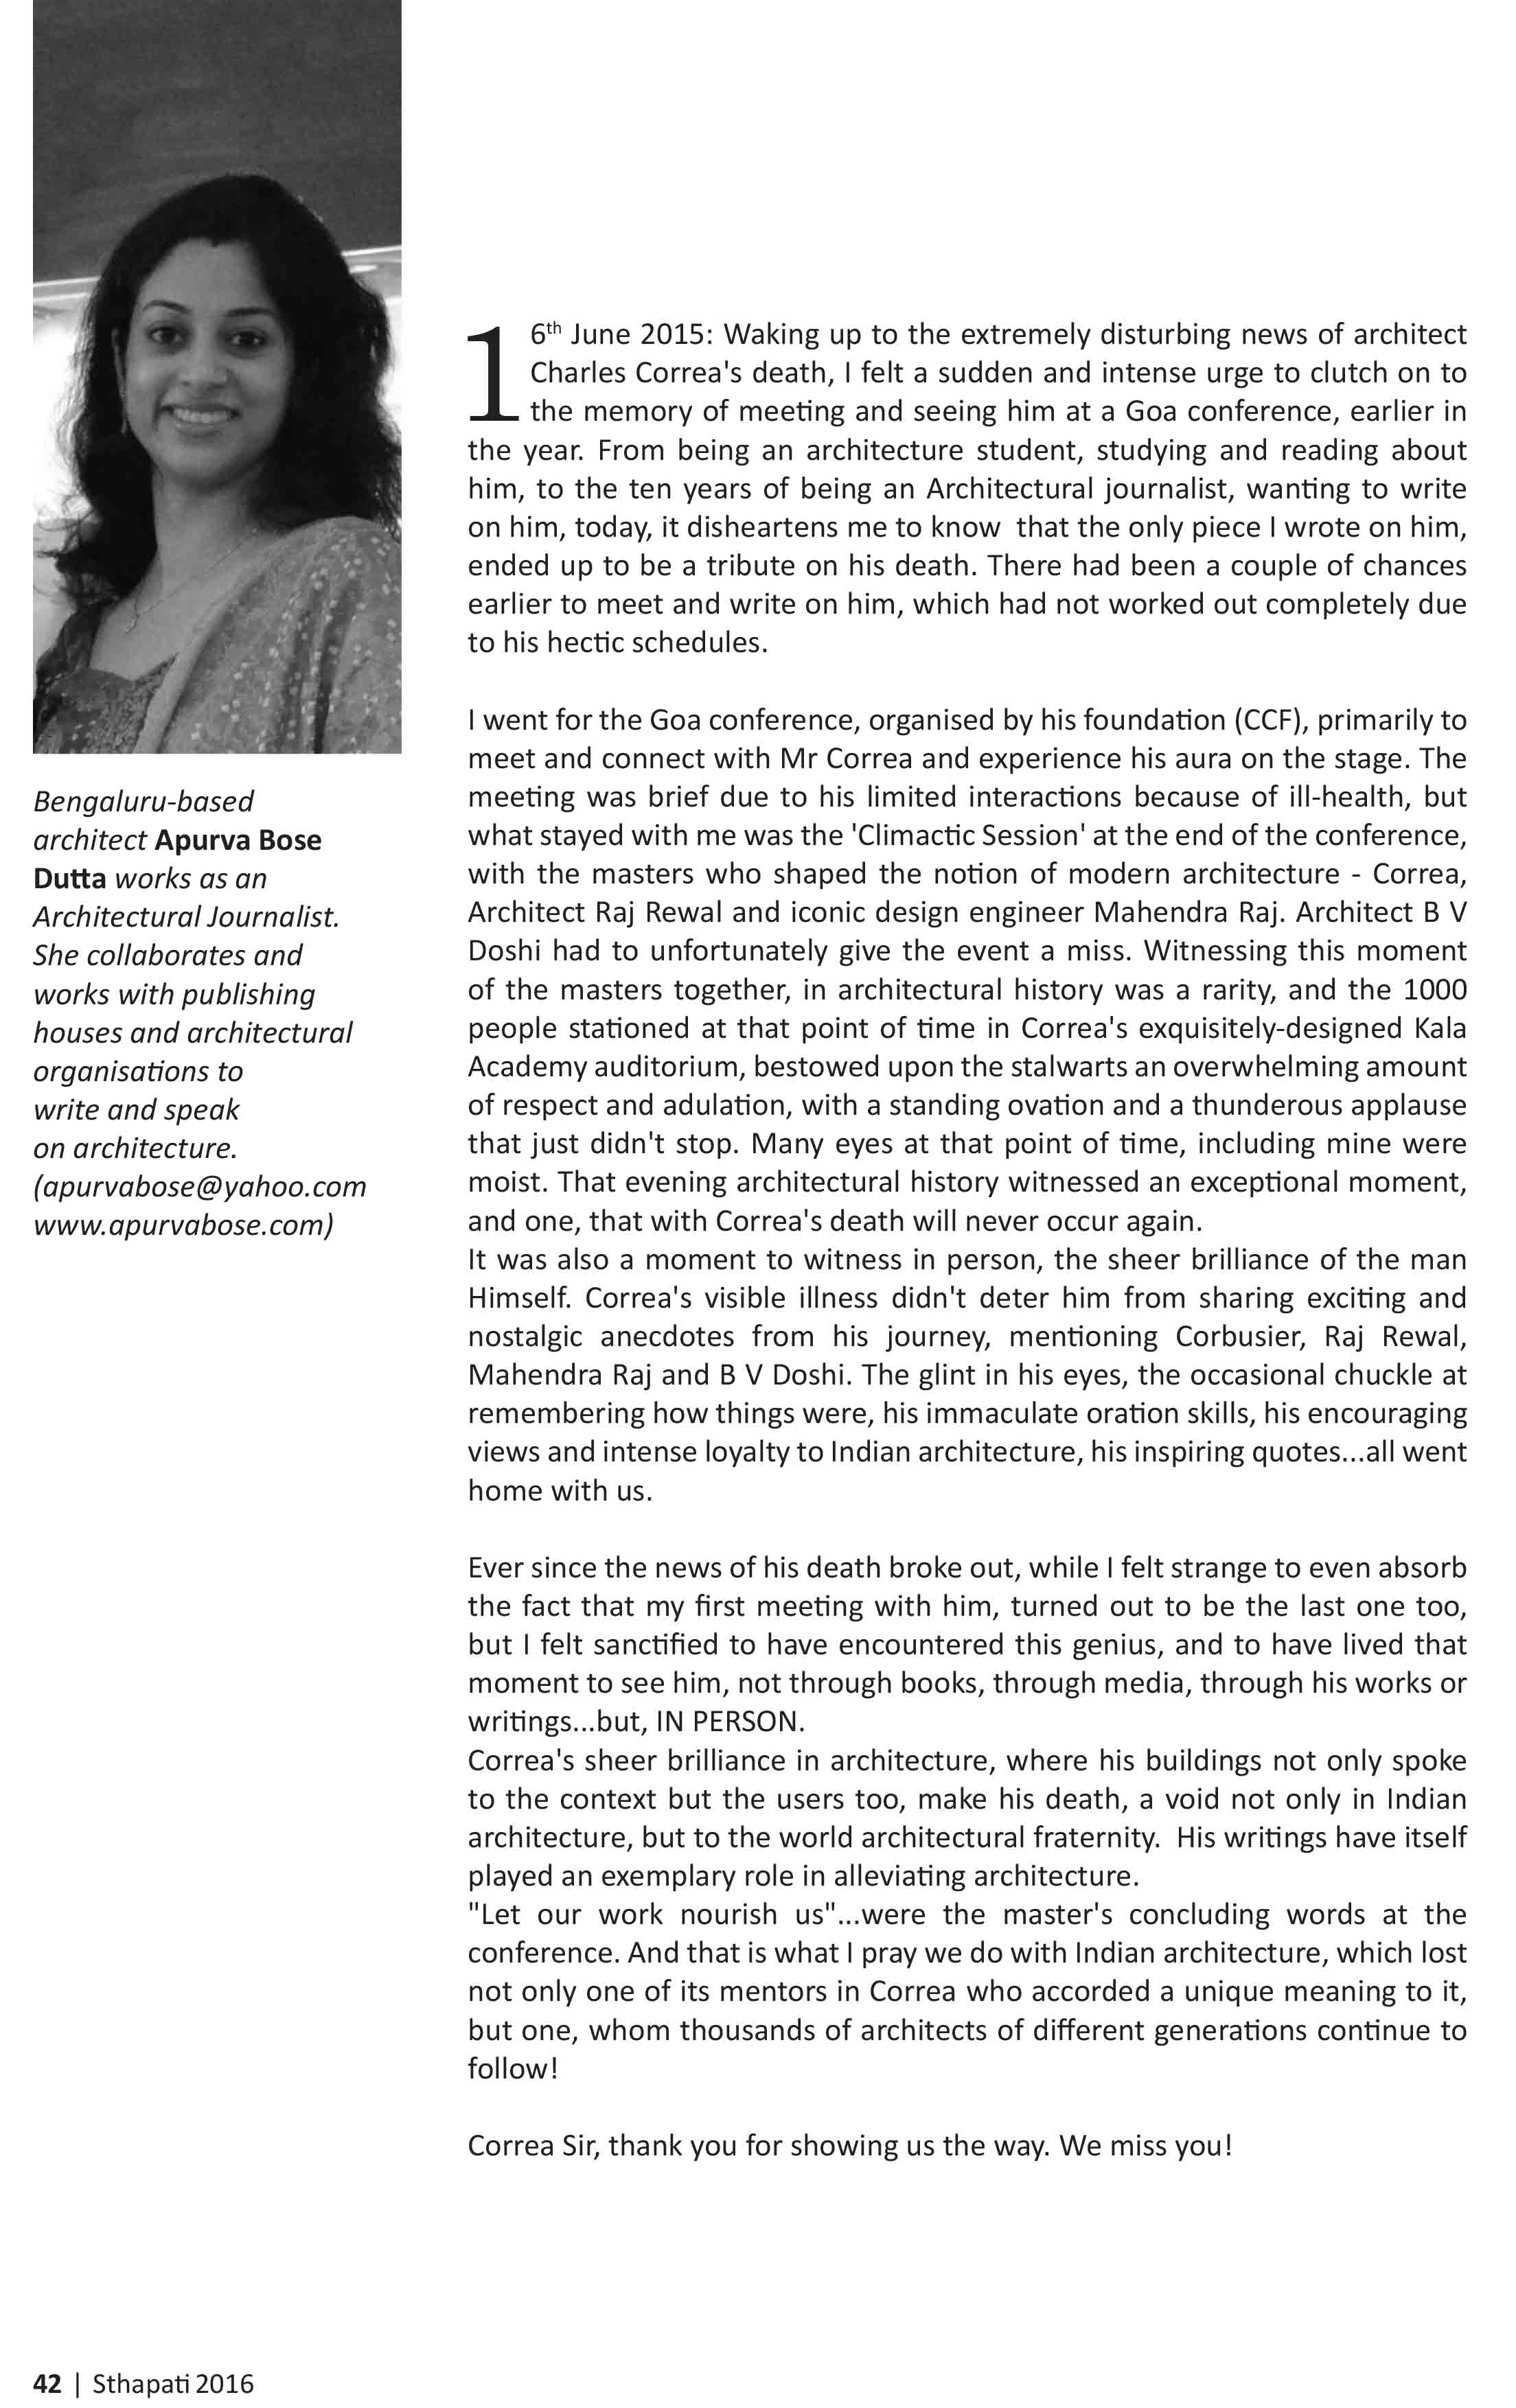 Bengaluru-based
architect Apurva Bose
Dutta works as an
Architectural Journalist.
She collaborates and
works with publishing
houses and architectural
organisations to
write and speak
on architecture.
(apurvabose@yahoo.com
www.apurvabose.com)
16th June 2015: Waking up to the extremely disturbing news of architect
Charles Correa's death, I felt a sudden and intense urge to clutch on to
the memory of meeting and seeing him at a Goa conference, earlier in
the year. From being an architecture student, studying and reading about
him, to the ten years of being an Architectural journalist, wanting to write
on him, today, it disheartens me to know  that the only piece I wrote on him,
ended up to be a tribute on his death. There had been a couple of chances
earlier to meet and write on him, which had not worked out completely due
to his hectic schedules.
I went for the Goa conference, organised by his foundation (CCF), primarily to
meet and connect with Mr Correa and experience his aura on the stage. The
meeting was brief due to his limited interactions because of ill-health, but
what stayed with me was the 'Climactic Session' at the end of the conference,
with the masters who shaped the notion of modern architecture - Correa,
Architect Raj Rewal and iconic design engineer Mahendra Raj. Architect B V
Doshi had to unfortunately give the event a miss. Witnessing this moment
of the masters together, in architectural history was a rarity, and the 1000
people stationed at that point of time in Correa's exquisitely-designed Kala
Academy auditorium, bestowed upon the stalwarts an overwhelming amount
of respect and adulation, with a standing ovation and a thunderous applause
that just didn't stop. Many eyes at that point of time, including mine were
moist. That evening architectural history witnessed an exceptional moment,
and one, that with Correa's death will never occur again.
It was also a moment to witness in person, the sheer brilliance of the man
Himself. Correa's visible illness didn't deter him from sharing exciting and
nostalgic anecdotes from his journey, mentioning Corbusier, Raj Rewal,
Mahendra Raj and B V Doshi. The glint in his eyes, the occasional chuckle at
remembering how things were, his immaculate oration skills, his encouraging
views and intense loyalty to Indian architecture, his inspiring quotes...all went
home with us.
Ever since the news of his death broke out, while I felt strange to even absorb
the fact that my first meeting with him, turned out to be the last one too,
but I felt sanctified to have encountered this genius, and to have lived that
moment to see him, not through books, through media, through his works or
writings...but, IN PERSON.
Correa's sheer brilliance in architecture, where his buildings not only spoke
to the context but the users too, make his death, a void not only in Indian
architecture, but to the world architectural fraternity.  His writings have itself
played an exemplary role in alleviating architecture.
"Let our work nourish us"...were the master's concluding words at the
conference. And that is what I pray we do with Indian architecture, which lost
not only one of its mentors in Correa who accorded a unique meaning to it,
but one, whom thousands of architects of different generations continue to
follow!
Correa Sir, thank you for showing us the way. We miss you!
42 | Sthapati 2016